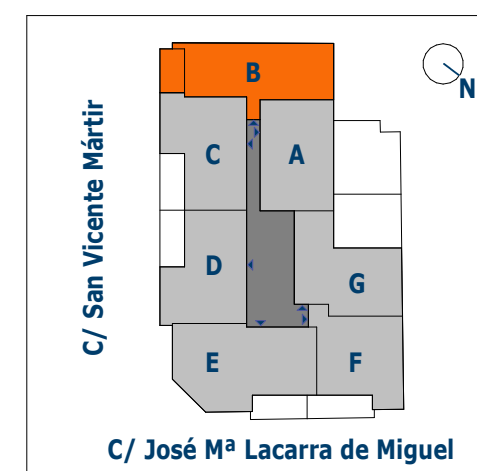 B
N
C
A
C/ San Vicente Mártir
D
G
E
F
C/ José Mª Lacarra de Miguel